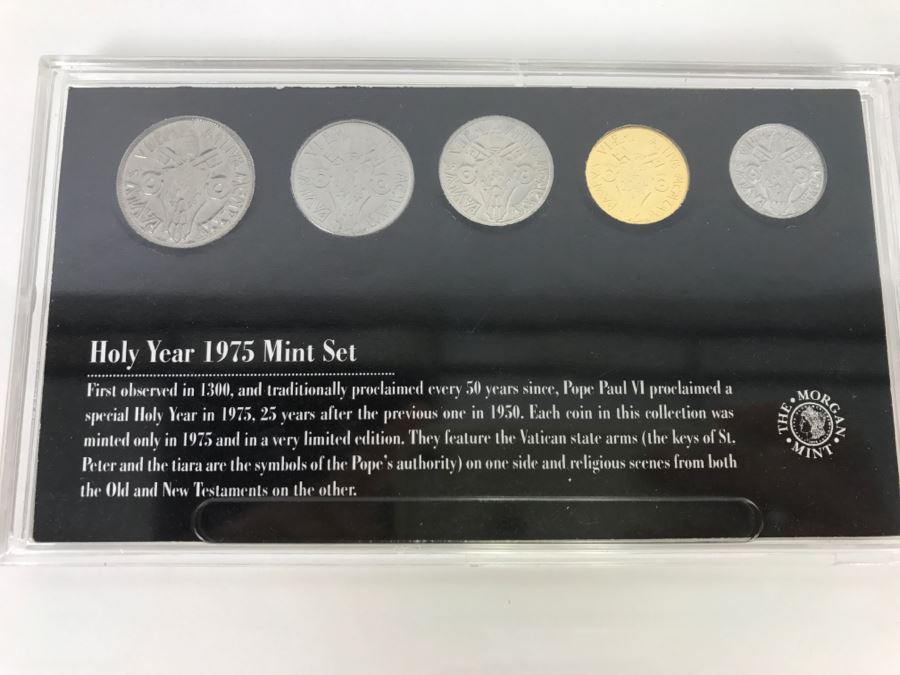 Holy Year 1975 Mint Set
First observed in 1300, and traditionally proclaimed every 50 years since, Pope Paul VI proclaimed a
special Holy Year in 1975, 25 years after the previous one in 1950. Each coin in this collection was
minted only in 1975 and in a very limited edition. They feature the Vatican state arms (the keys of St.
Peter and the tiara are the symbols of the Pope's authority) on one side and religious scenes from both
the Old and New Testaments on the other.
THE • MORGAN • MINT •